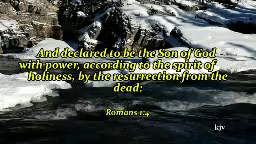 And declared to be the Son of God
with power, according to the spirit of
holiness, by the resurrection from the
dead:
Romans 1:4
kjv